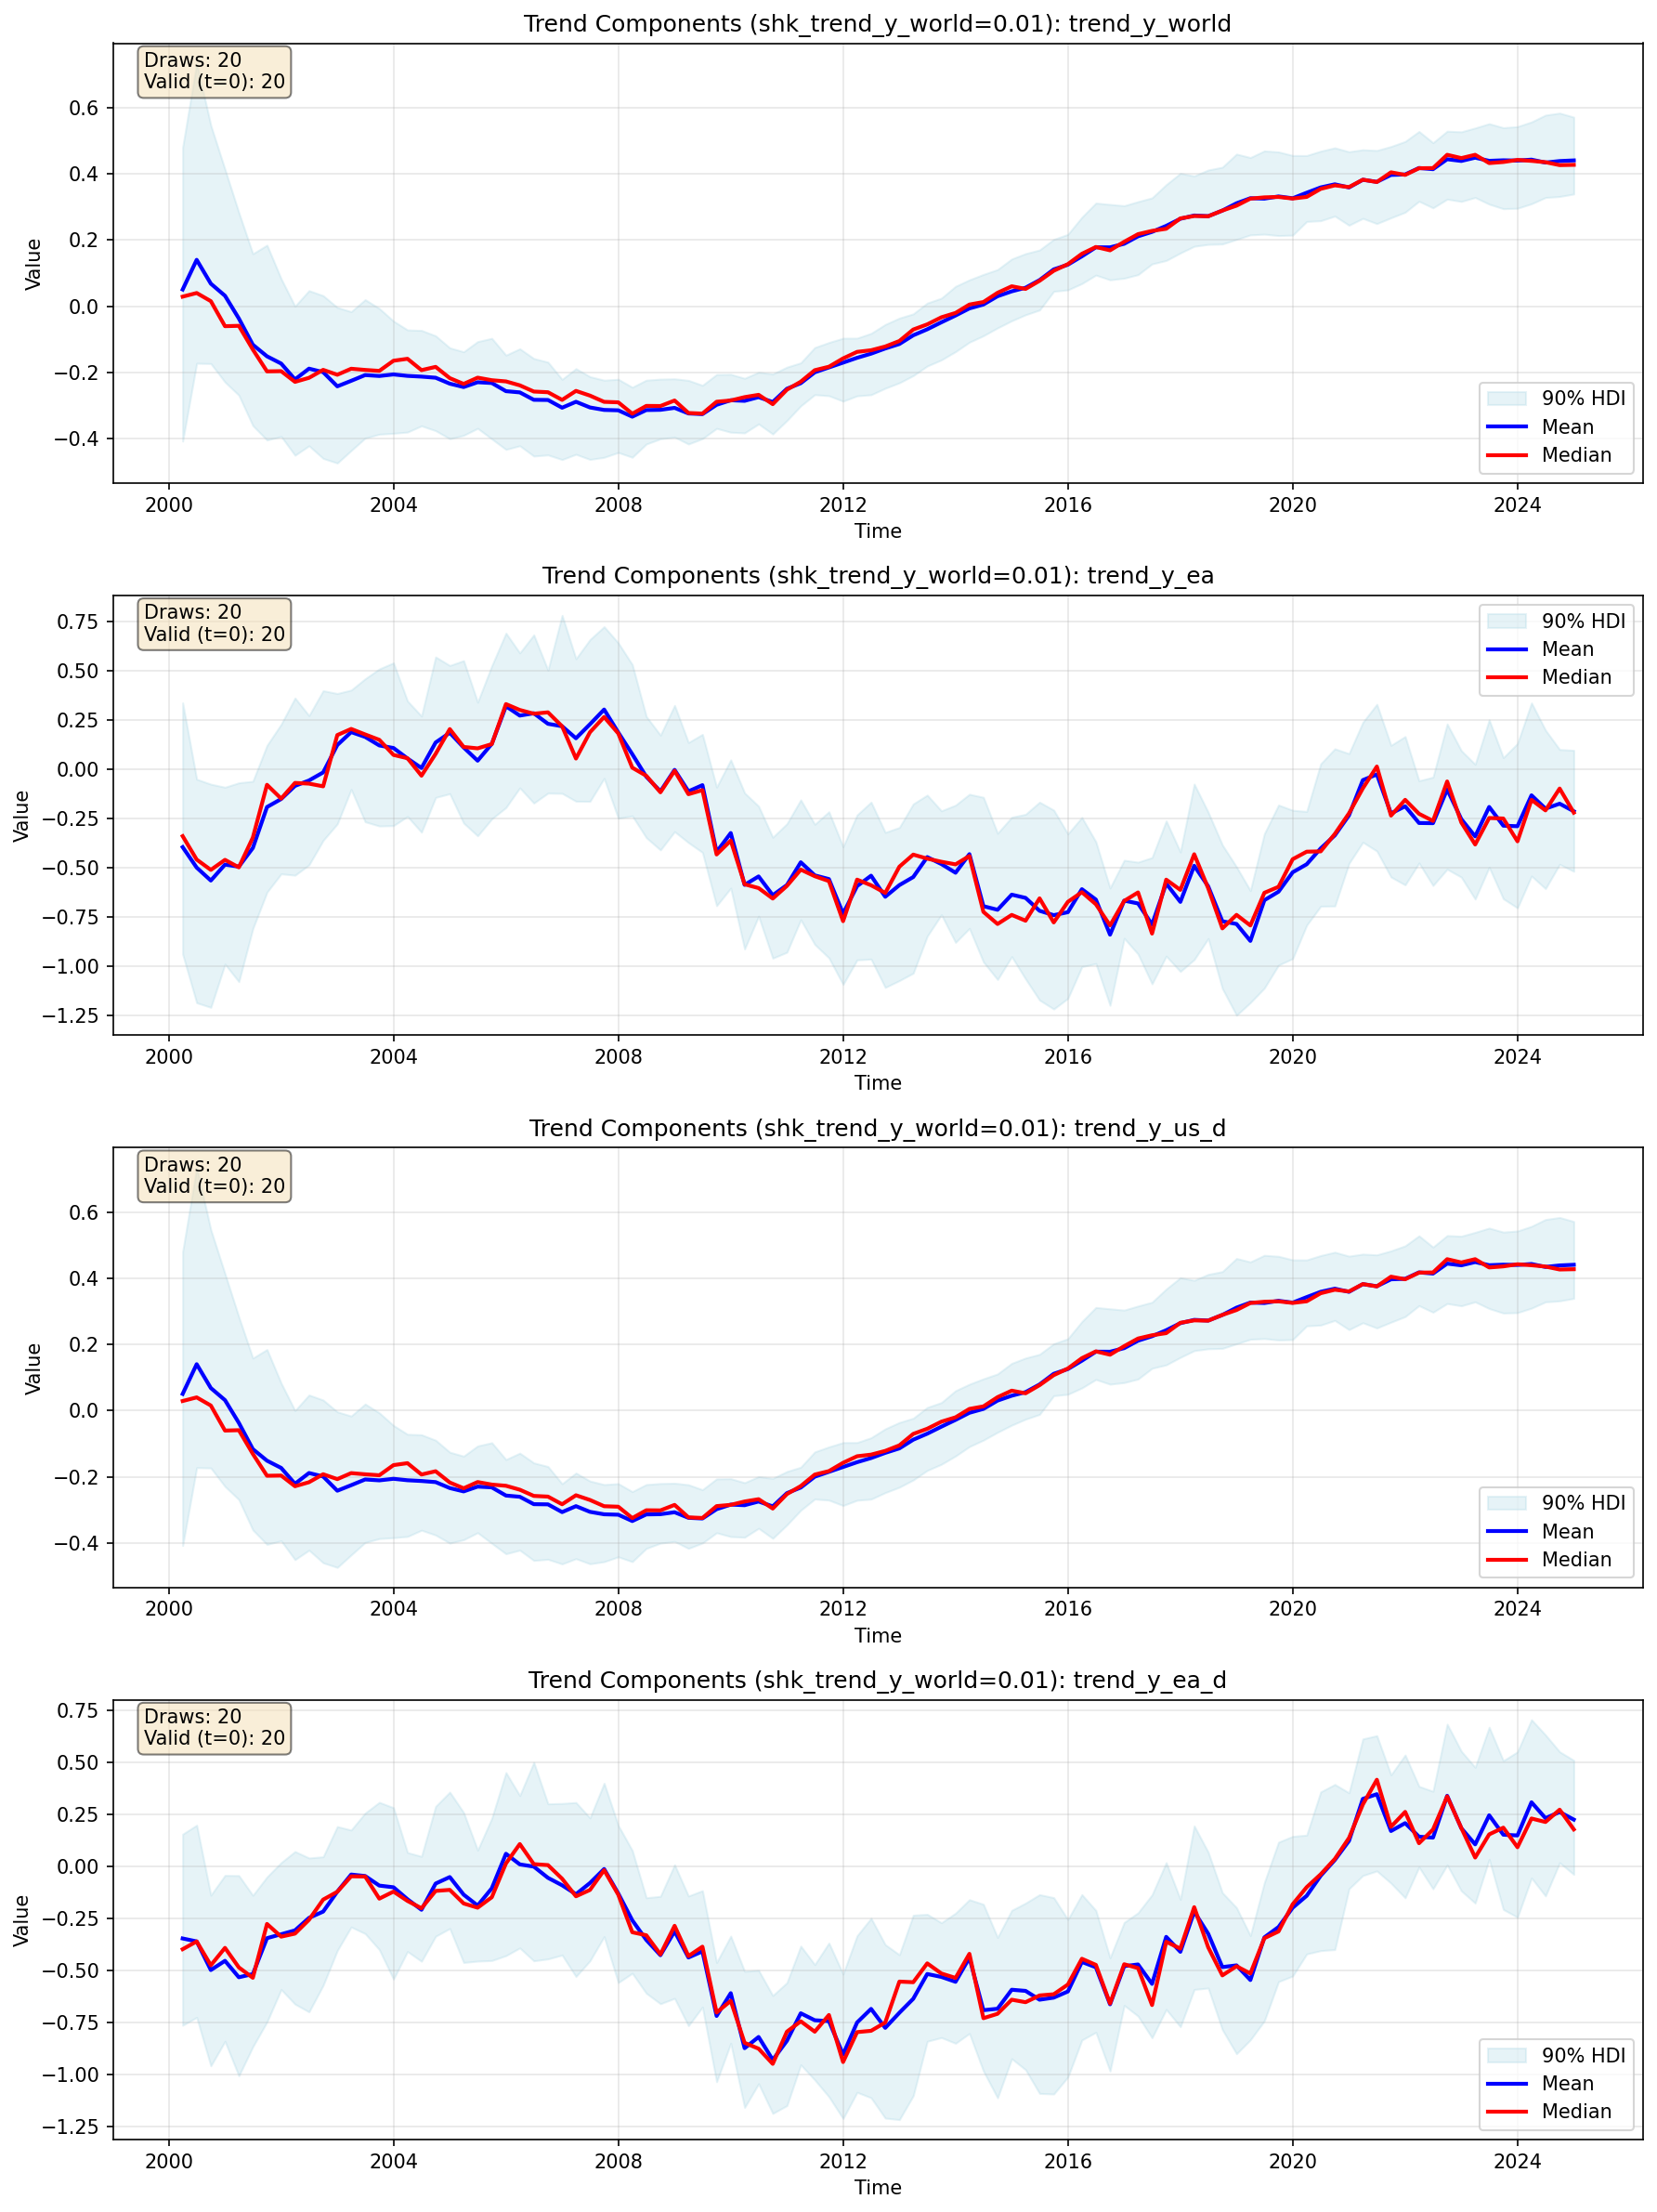 Trend Components (shk_trend_y_world=0.01): trend_y_world
Draws: 20
Valid (t=0): 20
0.6
0.4
0.2
0.0
−0.2
−0.4
Value
90% HDI
Mean
Median
2000 2004 2008 2012 2016 2020 2024
Time
Trend Components (shk_trend_y_world=0.01): trend_y_ea
Draws: 20
Valid (t=0): 20
0.75
0.50
0.25
0.00
−0.25
−0.50
−0.75
−1.00
−1.25
Value
90% HDI
Mean
Median
2000 2004 2008 2012 2016 2020 2024
Time
Trend Components (shk_trend_y_world=0.01): trend_y_us_d
Draws: 20
Valid (t=0): 20
0.6
0.4
0.2
0.0
−0.2
−0.4
Value
90% HDI
Mean
Median
2000 2004 2008 2012 2016 2020 2024
Time
Trend Components (shk_trend_y_world=0.01): trend_y_ea_d
Draws: 20
Valid (t=0): 20
0.75
0.50
0.25
0.00
−0.25
−0.50
−0.75
−1.00
−1.25
Value
90% HDI
Mean
Median
2000 2004 2008 2012 2016 2020 2024
Time